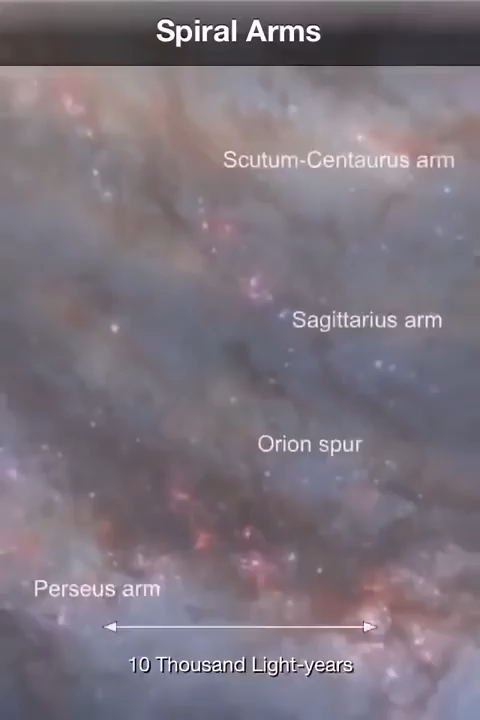 Spiral Arms
Scutum-Centaurus arm
Sagittarius arm
Orion spur
Perseus arm
10 Thousand Light-years